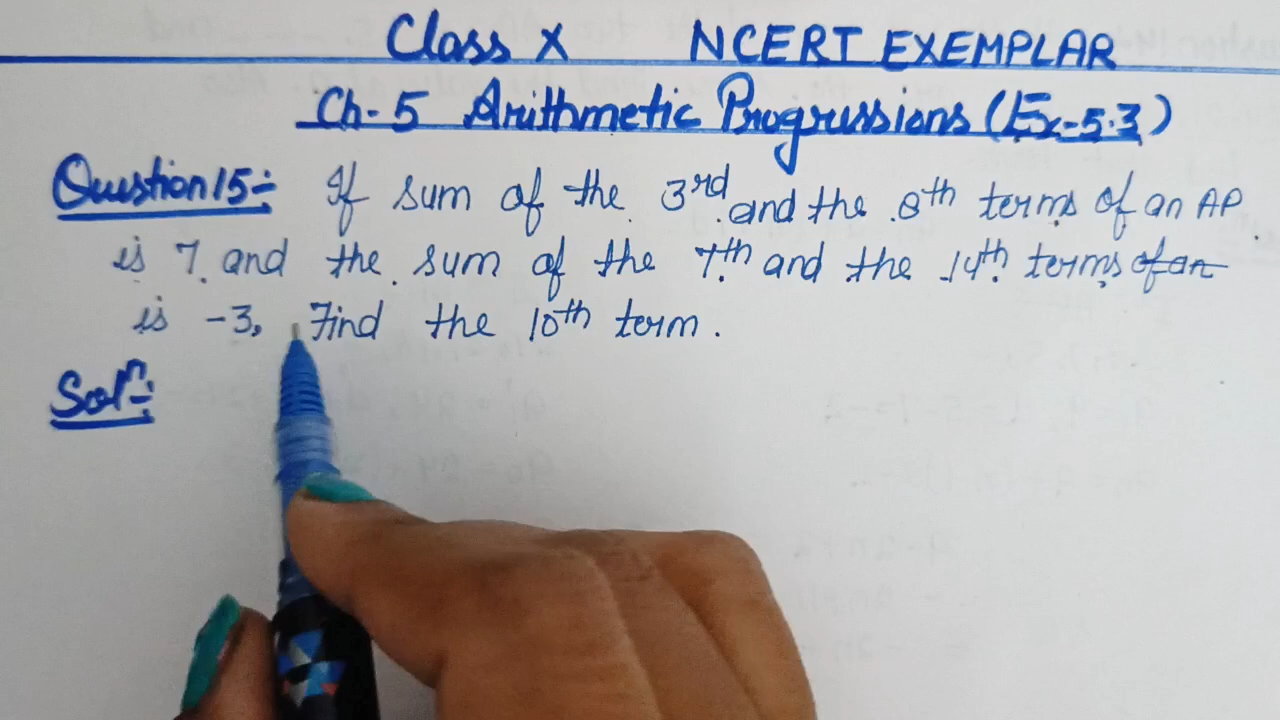 Class X NCERT EXEMPLAR
Ch-5 Arithmetic Progressions (Ex-5.3)
Question 15:- If sum of the 3rd and the 8th terms of an AP
is 7 and the sum of the 7th and the 14th terms of an
is -3, Find the 10th term.
Solⁿ:-